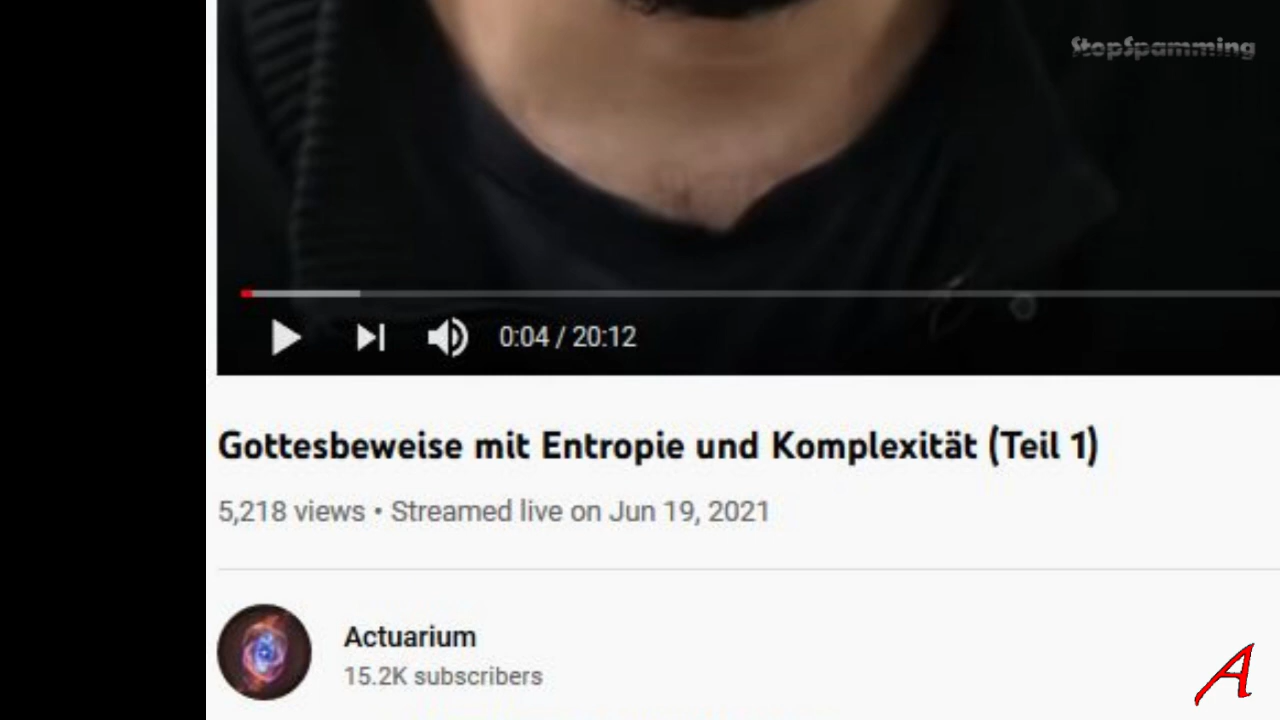 StopSpamming
0:04 / 20:12
Gottesbeweise mit Entropie und Komplexität (Teil 1)
5,218 views • Streamed live on Jun 19, 2021
Actuarium
15.2K subscribers
A